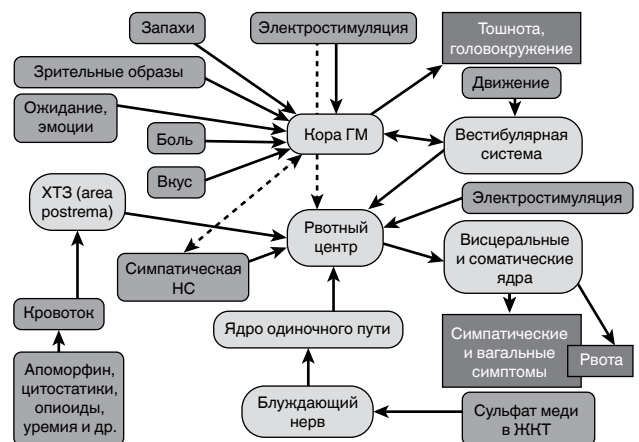 Запахи
Электростимуляция
Тошнота,
головокружение
Зрительные образы
Движение
Ожидание,
эмоции
Боль
Кора ГМ
Вестибулярная
система
Вкус
ХТЗ (area
postrema)
Электростимуляция
Рвотный
центр
Висцеральные
и соматические
ядра
Симпатическая
НС
Кровоток
Ядро одиночного пути
Симпатические
и вагальные
симптомы
Рвота
Апоморфин,
цитостатики,
опиоиды,
уремия и др.
Блуждающий
нерв
Сульфат меди
в ЖКТ